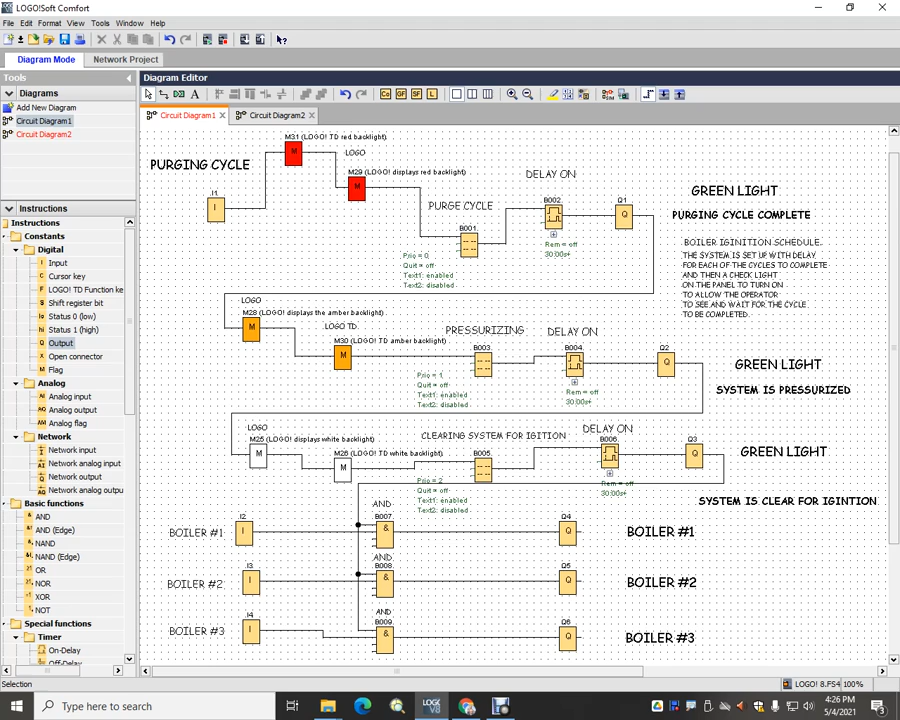 LOGO!Soft Comfort
File Edit Format View Tools Window Help
Diagram Mode Network Project
Tools
Diagram Editor
Diagrams
Add New Diagram
Circuit Diagram1
Circuit Diagram2
Instructions
Instructions
Constants
Digital
Input
Cursor key
LOGO! TD Function ke
Shift register bit
Status 0 (low)
Status 1 (high)
Output
Open connector
Flag
Analog
Analog input
Analog output
Analog flag
Network
Network input
Network analog input
Network output
Network analog outpu
Basic functions
AND
AND (Edge)
NAND
NAND (Edge)
OR
NOR
XOR
NOT
Special functions
Timer
On-Delay
Off-Delay
Selection
Co GF SF L
Circuit Diagram1 Circuit Diagram2
M31 (LOGO! TD red backlight)
PURGING CYCLE
M
LOGO
M29 (LOGO! displays red backlight)
M
I1
I
PURGE CYCLE
B001
Prio = 0
Quit = off
Text1: enabled
Text2: disabled
DELAY ON
B002
Rem = off
30:00s+
Q1
Q
GREEN LIGHT
PURGING CYCLE COMPLETE
BOILER IGINITION SCHEDULE.
THE SYSTEM IS SET UP WITH DELAY
FOR EACH OF THE CYCLES TO COMPLETE
AND THEN A CHECK LIGHT
ON THE PANEL TO TURN ON
TO ALLOW THE OPERATOR
TO SEE AND WAIT FOR THE CYCLE
TO BE COMPLETED.
LOGO
M28 (LOGO! displays the amber backlight)
M
LOGO TD
M30 (LOGO! TD amber backlight)
M
PRESSURIZING
B003
Prio = 1
Quit = off
Text1: enabled
Text2: disabled
DELAY ON
B004
Rem = off
30:00s+
Q2
Q
GREEN LIGHT
SYSTEM IS PRESSURIZED
LOGO
M25 (LOGO! displays white backlight)
M
M26 (LOGO! TD white backlight)
M
CLEARING SYSTEM FOR IGITION
B005
Prio = 2
Quit = off
Text1: enabled
Text2: disabled
DELAY ON
B006
Rem = off
30:00s+
Q3
Q
GREEN LIGHT
SYSTEM IS CLEAR FOR IGINTION
AND
BOILER #1 I2 I B007 & Q4 Q BOILER #1
AND
BOILER #2 I3 I B008 & Q5 Q BOILER #2
AND
BOILER #3 I4 I B009 & Q6 Q BOILER #3
LOGO! 8.FS4 100%
Type here to search
4:26 PM
5/4/2021
3